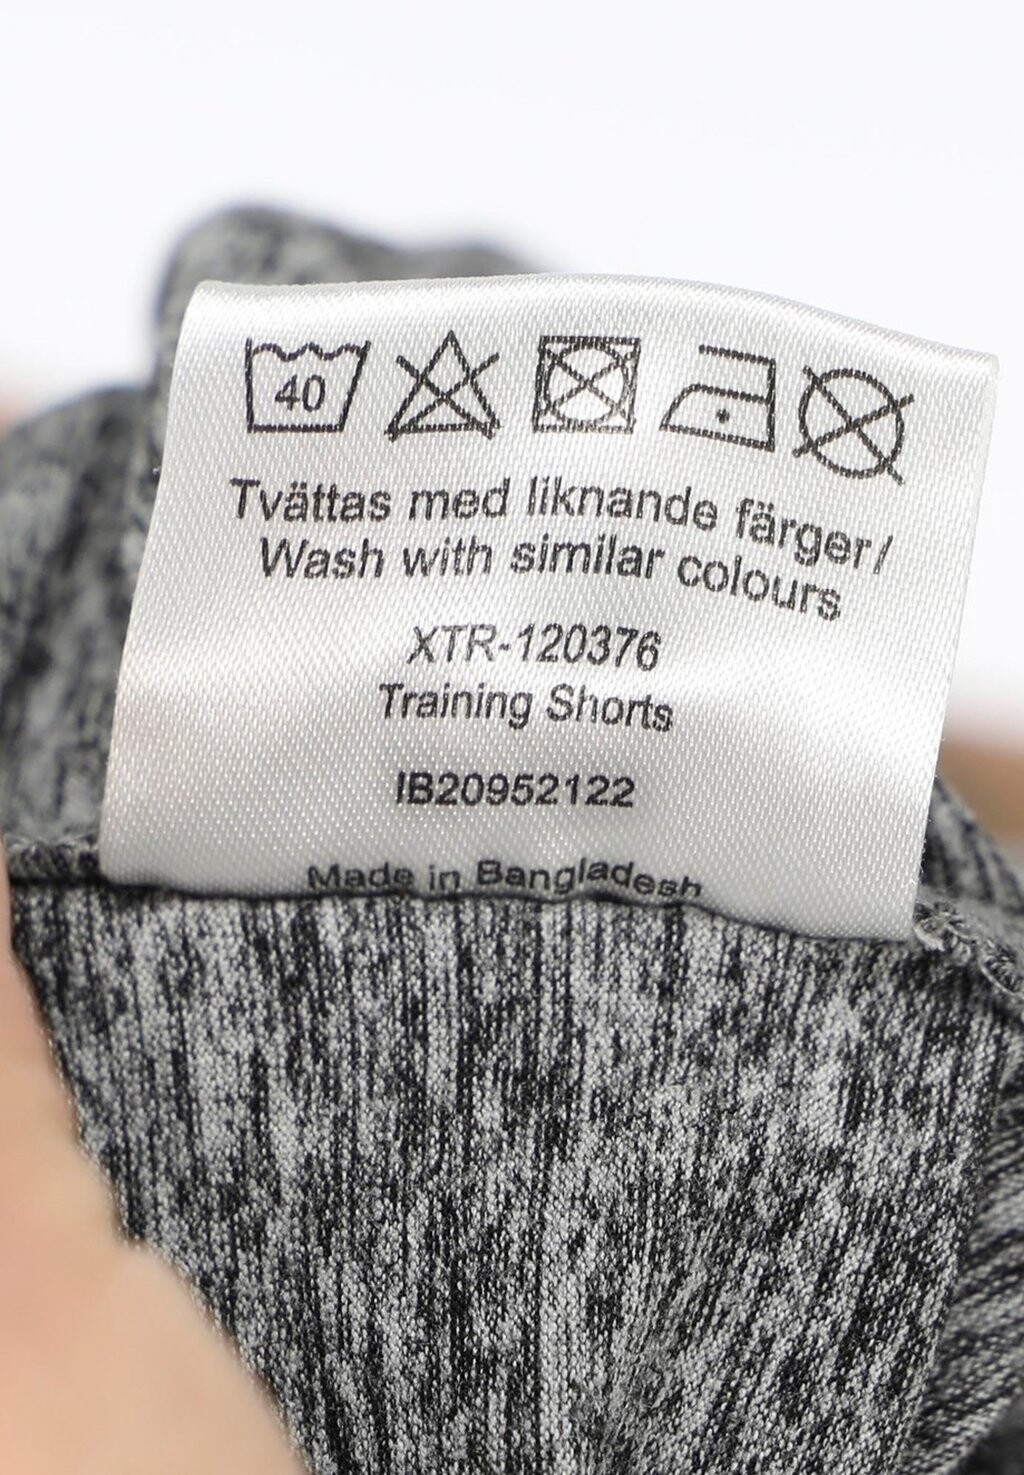 40
Tvättas med liknande färger/
Wash with similar colours
XTR-120376
Training Shorts
IB20952122
Made in Bangladesh